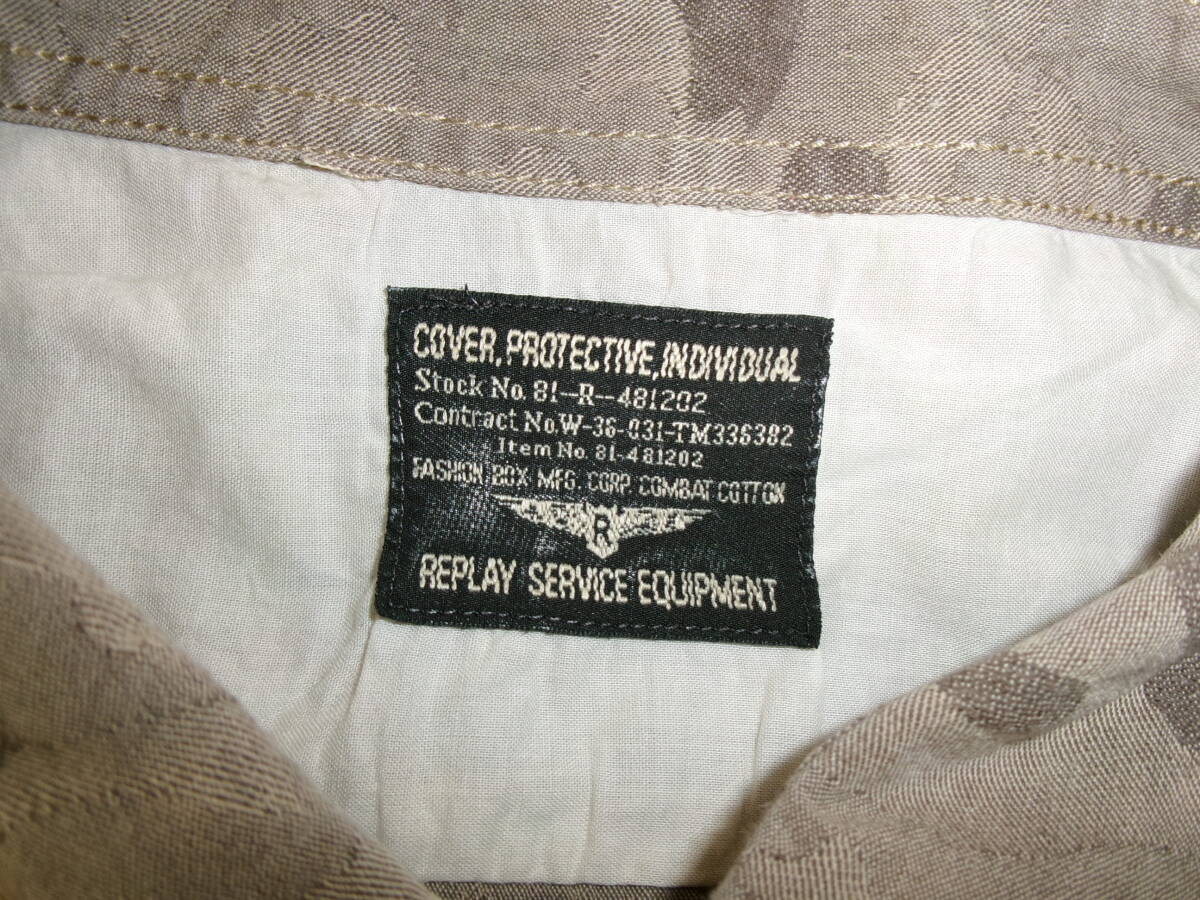 COVER, PROTECTIVE, INDIVIDUAL
Stock No. 81--R--481202
Contract No. W-36-031-TM336382
Item No. 81-481202
FASHION BOX MFG. CORP. COMBAT COTTON
R
REPLAY SERVICE EQUIPMENT